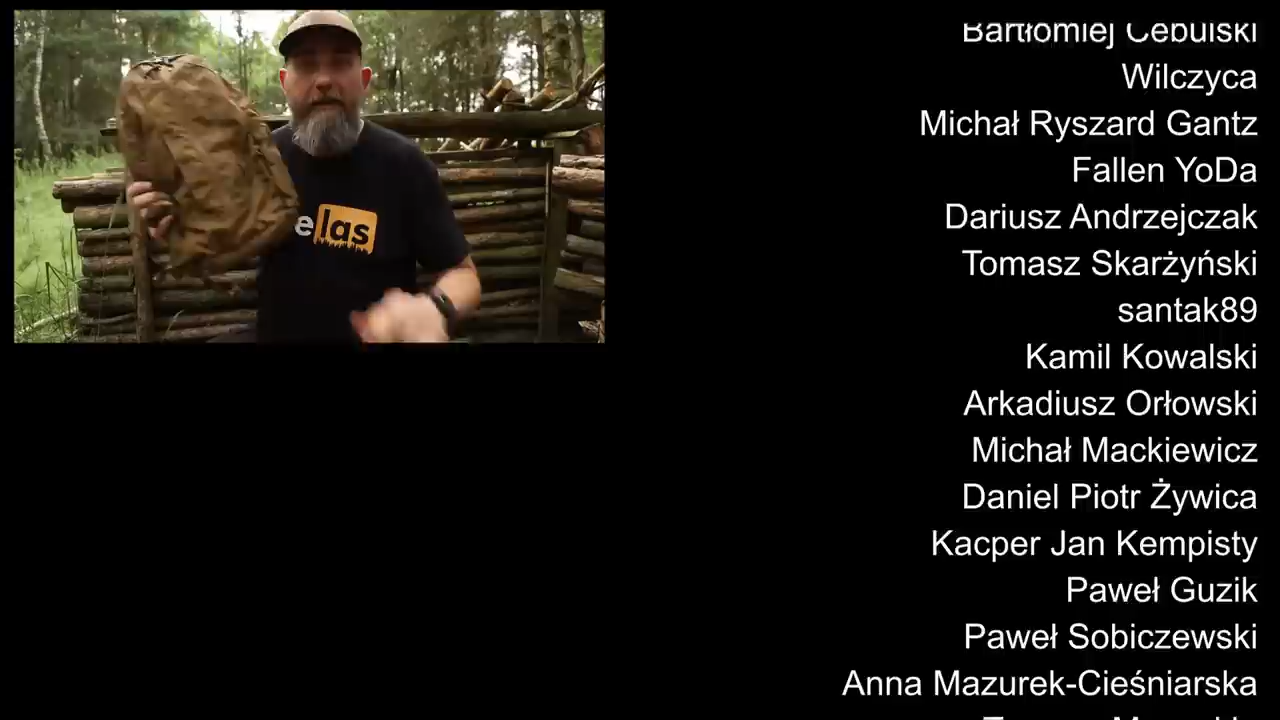 e las
Bartłomiej Cebulski
Wilczyca
Michał Ryszard Gantz
Fallen YoDa
Dariusz Andrzejczak
Tomasz Skarżyński
santak89
Kamil Kowalski
Arkadiusz Orłowski
Michał Mackiewicz
Daniel Piotr Żywica
Kacper Jan Kempisty
Paweł Guzik
Paweł Sobiczewski
Anna Mazurek-Cieśniarska